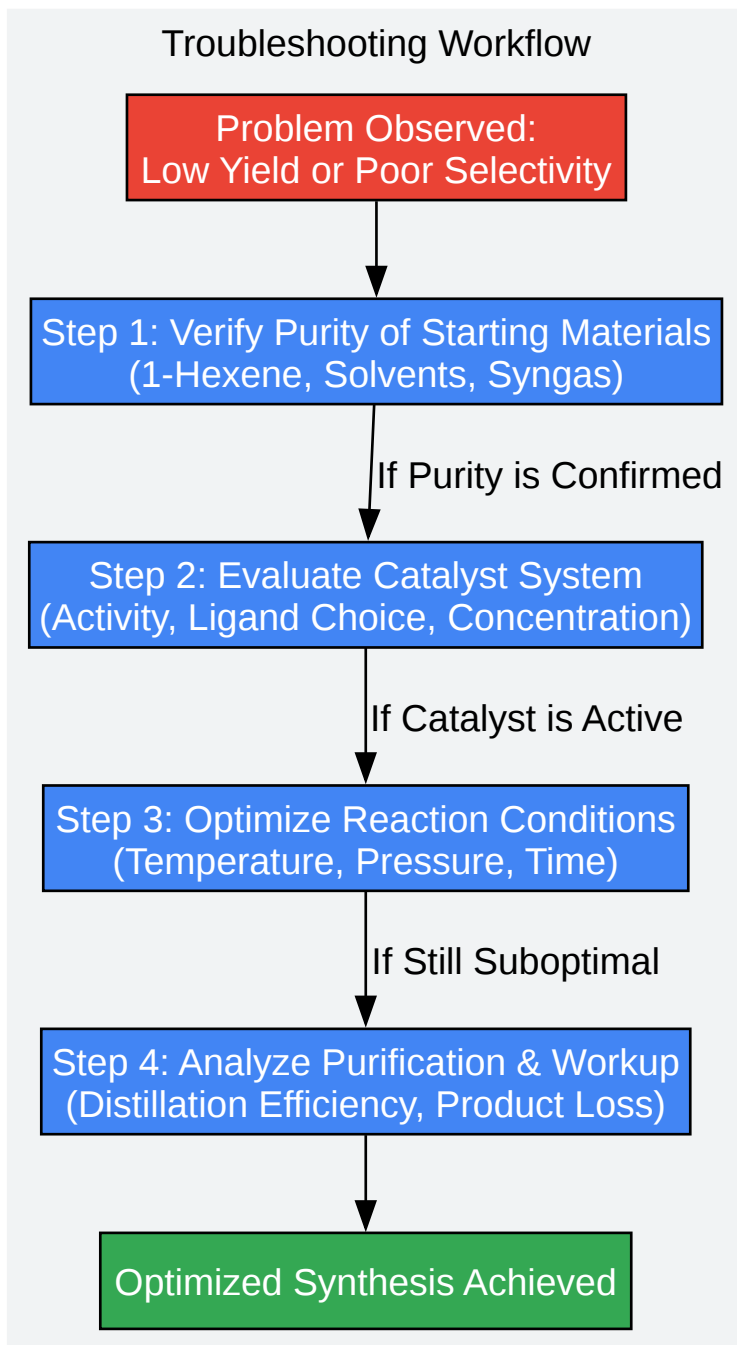 Troubleshooting Workflow
Problem Observed:
Low Yield or Poor Selectivity
Step 1: Verify Purity of Starting Materials
(1-Hexene, Solvents, Syngas)
If Purity is Confirmed
Step 2: Evaluate Catalyst System
(Activity, Ligand Choice, Concentration)
If Catalyst is Active
Step 3: Optimize Reaction Conditions
(Temperature, Pressure, Time)
If Still Suboptimal
Step 4: Analyze Purification & Workup
(Distillation Efficiency, Product Loss)
Optimized Synthesis Achieved